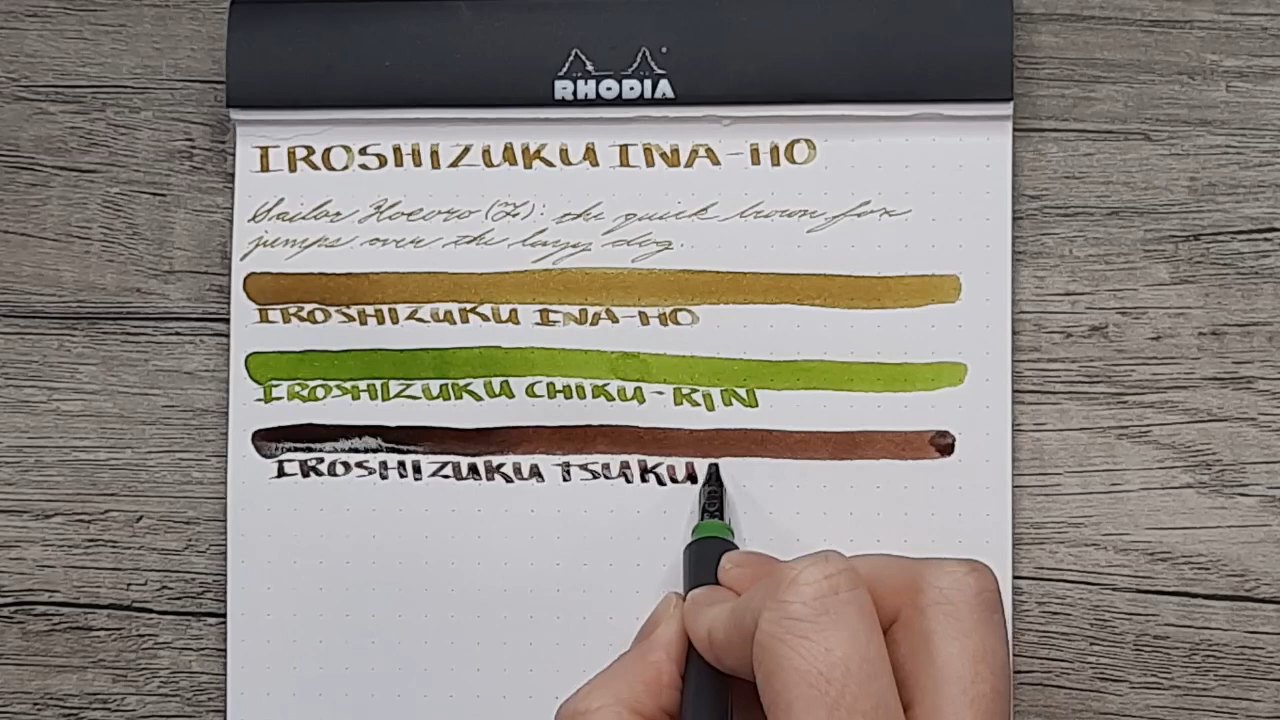 RHODIA
IROSHIZUKU INA-HO
Sailor Hocoro (F): the quick brown fox
jumps over the lazy dog.
IROSHIZUKU INA-HO
IROSHIZUKU CHIKU-RIN
IROSHIZUKU TSUKU